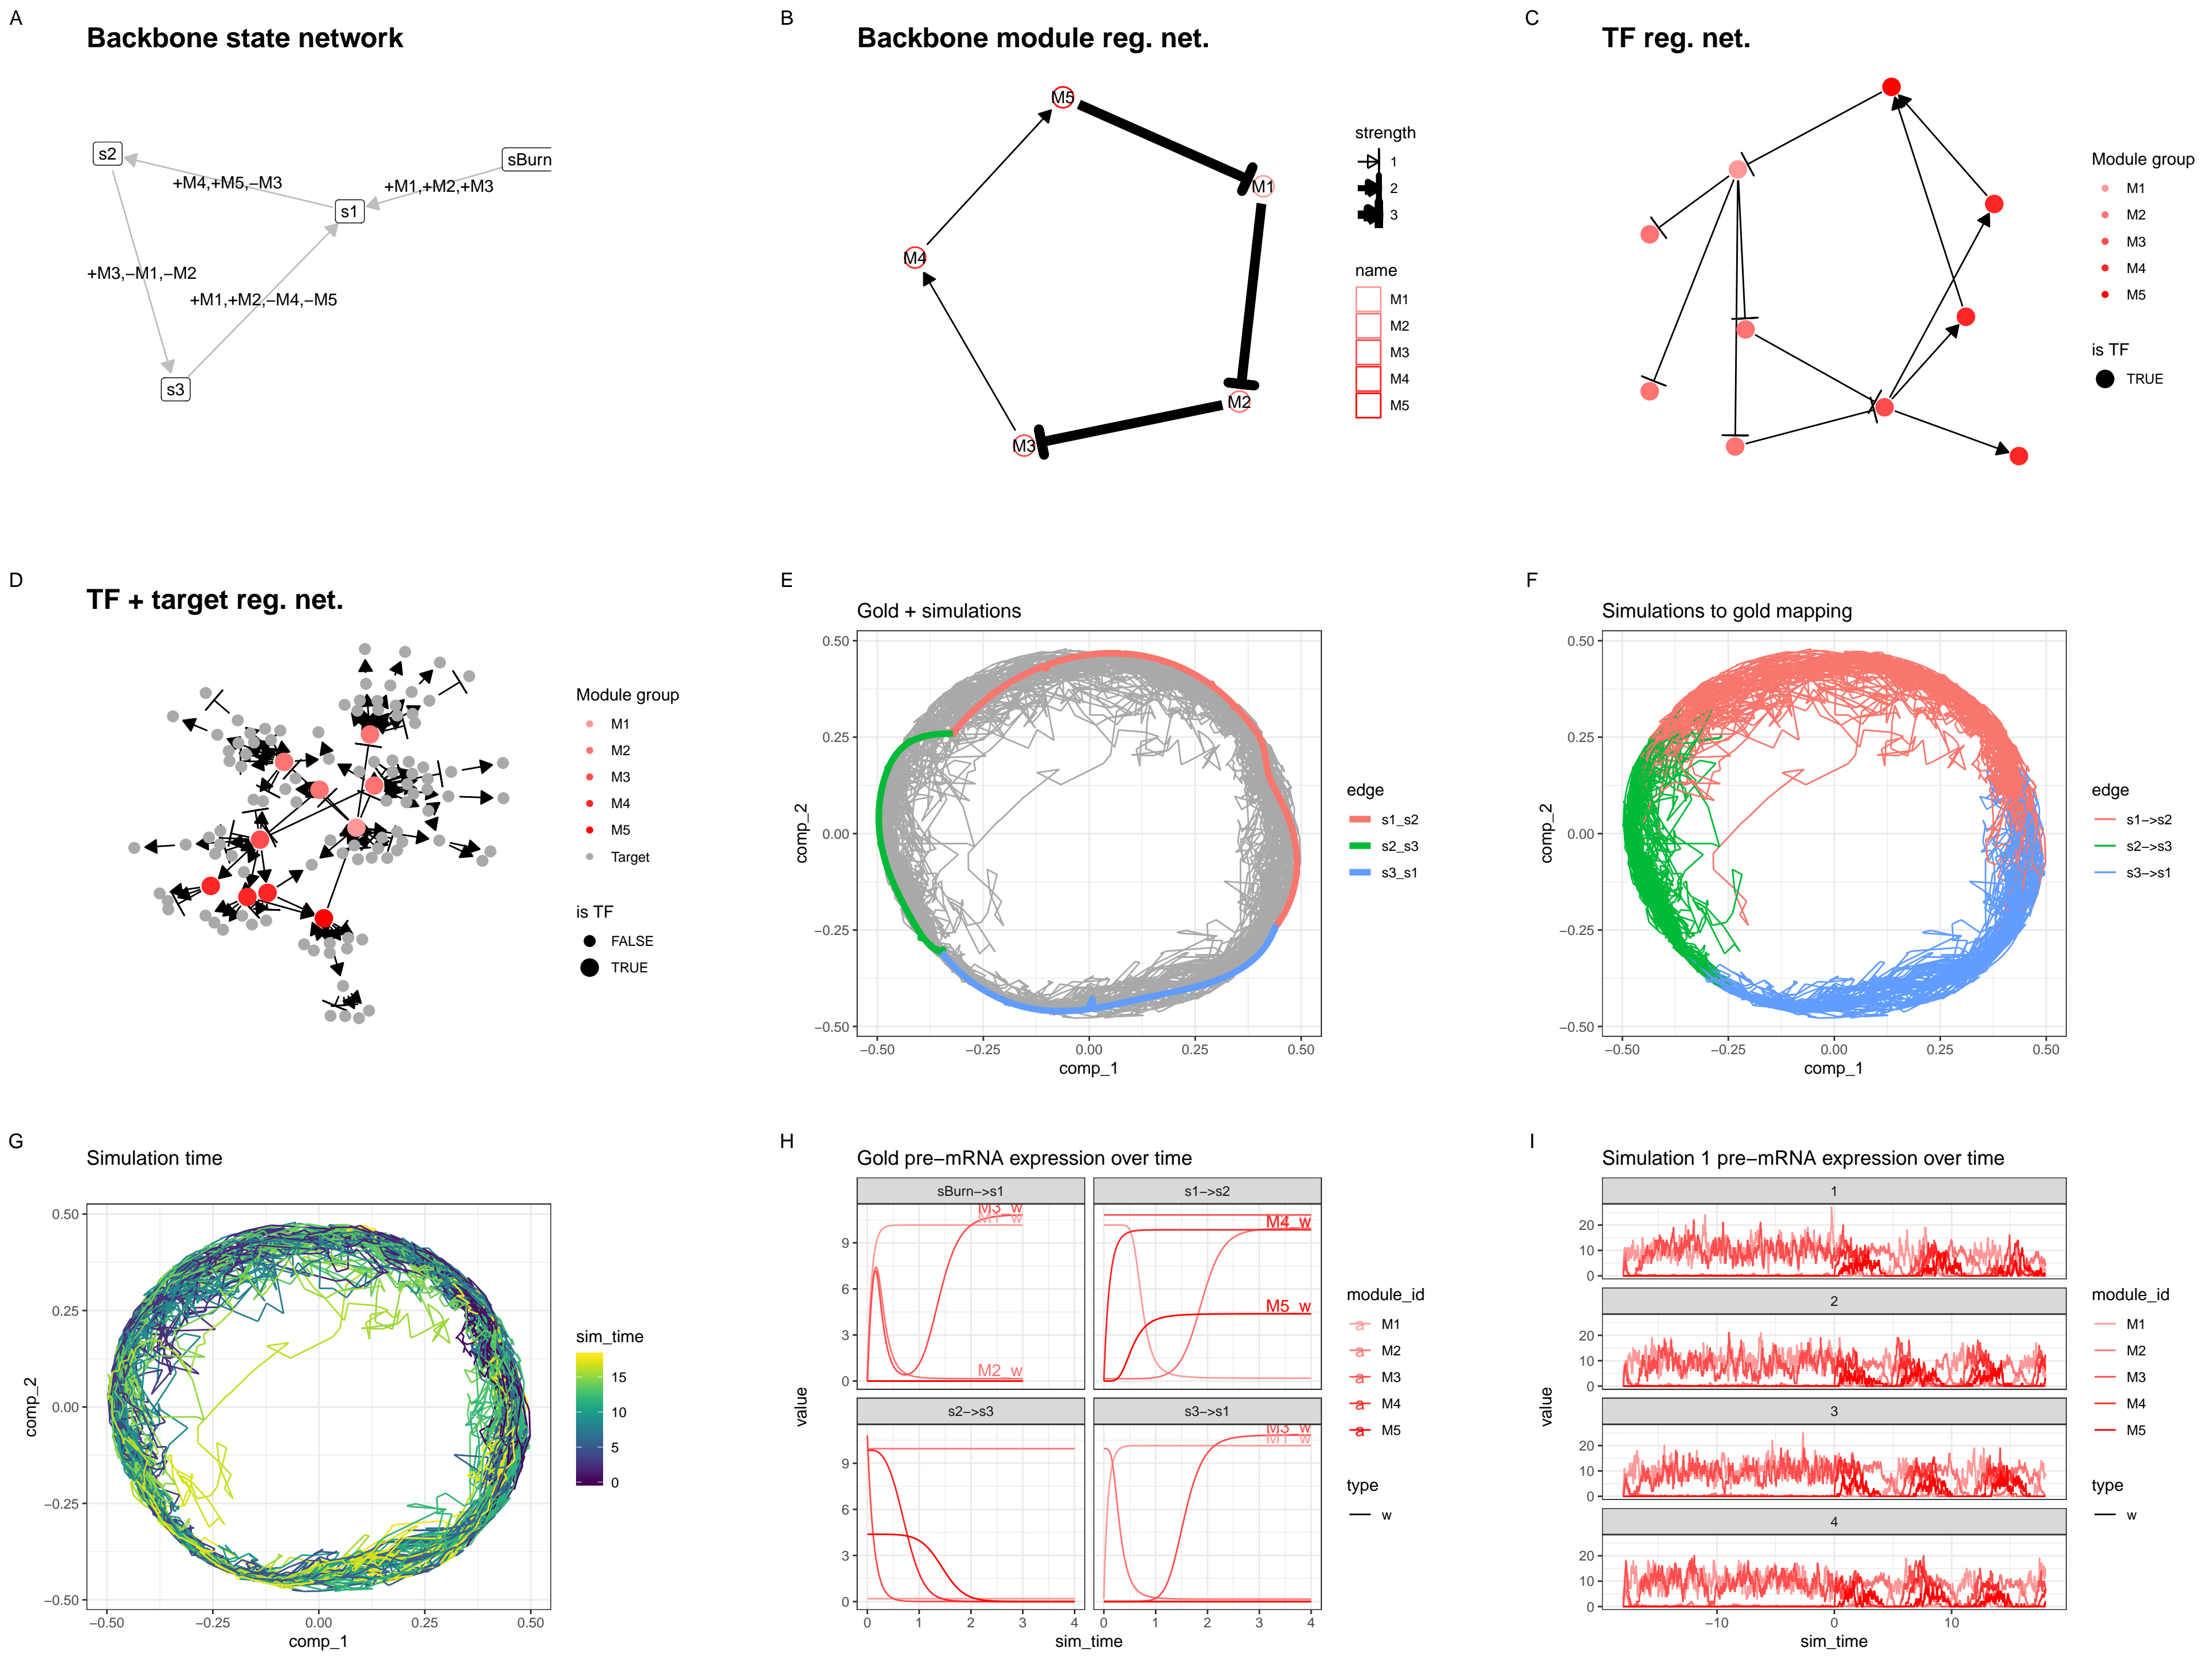 A
Backbone state network
s2
sBurn
+M4,+M5,−M3
+M1,+M2,+M3
s1
+M3,−M1,−M2
+M1,+M2,−M4,−M5
s3
B
Backbone module reg. net.
M5
M1
M4
M2
M3
strength
1
2
3
name
M1
M2
M3
M4
M5
C
TF reg. net.
Module group
M1
M2
M3
M4
M5
is TF
TRUE
D
TF + target reg. net.
Module group
M1
M2
M3
M4
M5
Target
is TF
FALSE
TRUE
E
Gold + simulations
comp_2
0.50
0.25
0.00
−0.25
−0.50
−0.50 −0.25 0.00 0.25 0.50
comp_1
edge
s1_s2
s2_s3
s3_s1
F
Simulations to gold mapping
comp_2
0.50
0.25
0.00
−0.25
−0.50
−0.50 −0.25 0.00 0.25 0.50
comp_1
edge
s1−>s2
s2−>s3
s3−>s1
G
Simulation time
comp_2
0.50
0.25
0.00
−0.25
−0.50
−0.50 −0.25 0.00 0.25 0.50
comp_1
sim_time
15
10
5
0
H
Gold pre−mRNA expression over time
value
sBurn−>s1
s1−>s2
9
6
3
0
M3_w
M1_w
M2_w
M4_w
M5_w
s2−>s3
s3−>s1
9
6
3
0
M3_w
M1_w
0 1 2 3 4
0 1 2 3 4
sim_time
module_id
a M1
a M2
a M3
a M4
a M5
type
w
I
Simulation 1 pre−mRNA expression over time
value
1
20
10
0
2
20
10
0
3
20
10
0
4
20
10
0
−10 0 10
sim_time
module_id
M1
M2
M3
M4
M5
type
w